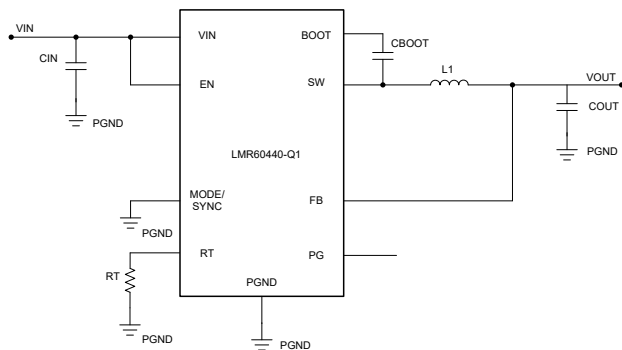 VIN
CIN
PGND
VIN
EN
MODE/
SYNC
PGND
RT
RT
PGND
LMR60440-Q1
BOOT
SW
FB
PG
PGND
PGND
CBOOT
L1
VOUT
COUT
PGND